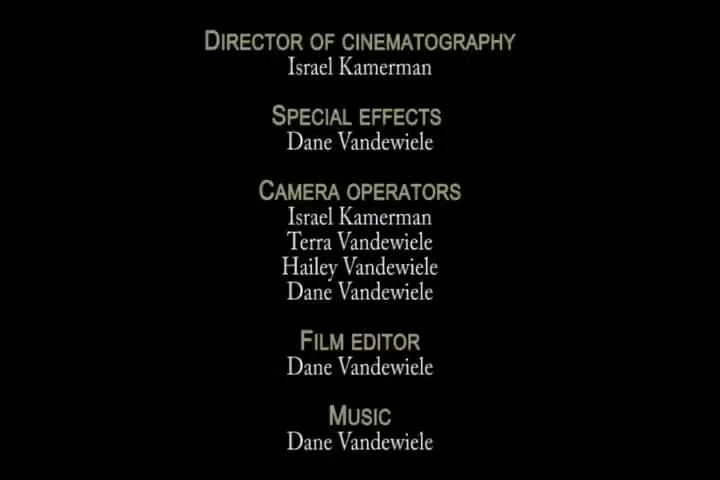 DIRECTOR OF CINEMATOGRAPHY
Israel Kamerman
SPECIAL EFFECTS
Dane Vandewiele
CAMERA OPERATORS
Israel Kamerman
Terra Vandewiele
Hailey Vandewiele
Dane Vandewiele
FILM EDITOR
Dane Vandewiele
MUSIC
Dane Vandewiele